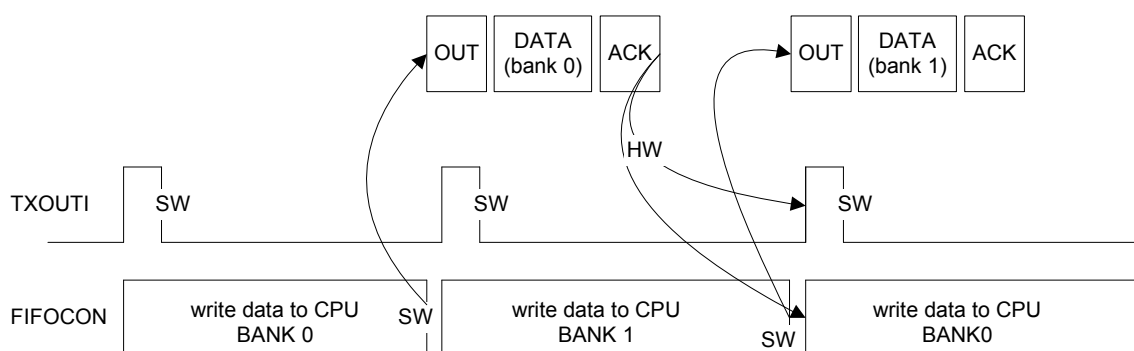 OUT
DATA
(bank 0)
ACK
OUT
DATA
(bank 1)
ACK
HW
TXOUTI
SW
SW
SW
FIFOCON
write data to CPU
BANK 0
SW
write data to CPU
BANK 1
SW
write data to CPU
BANK0